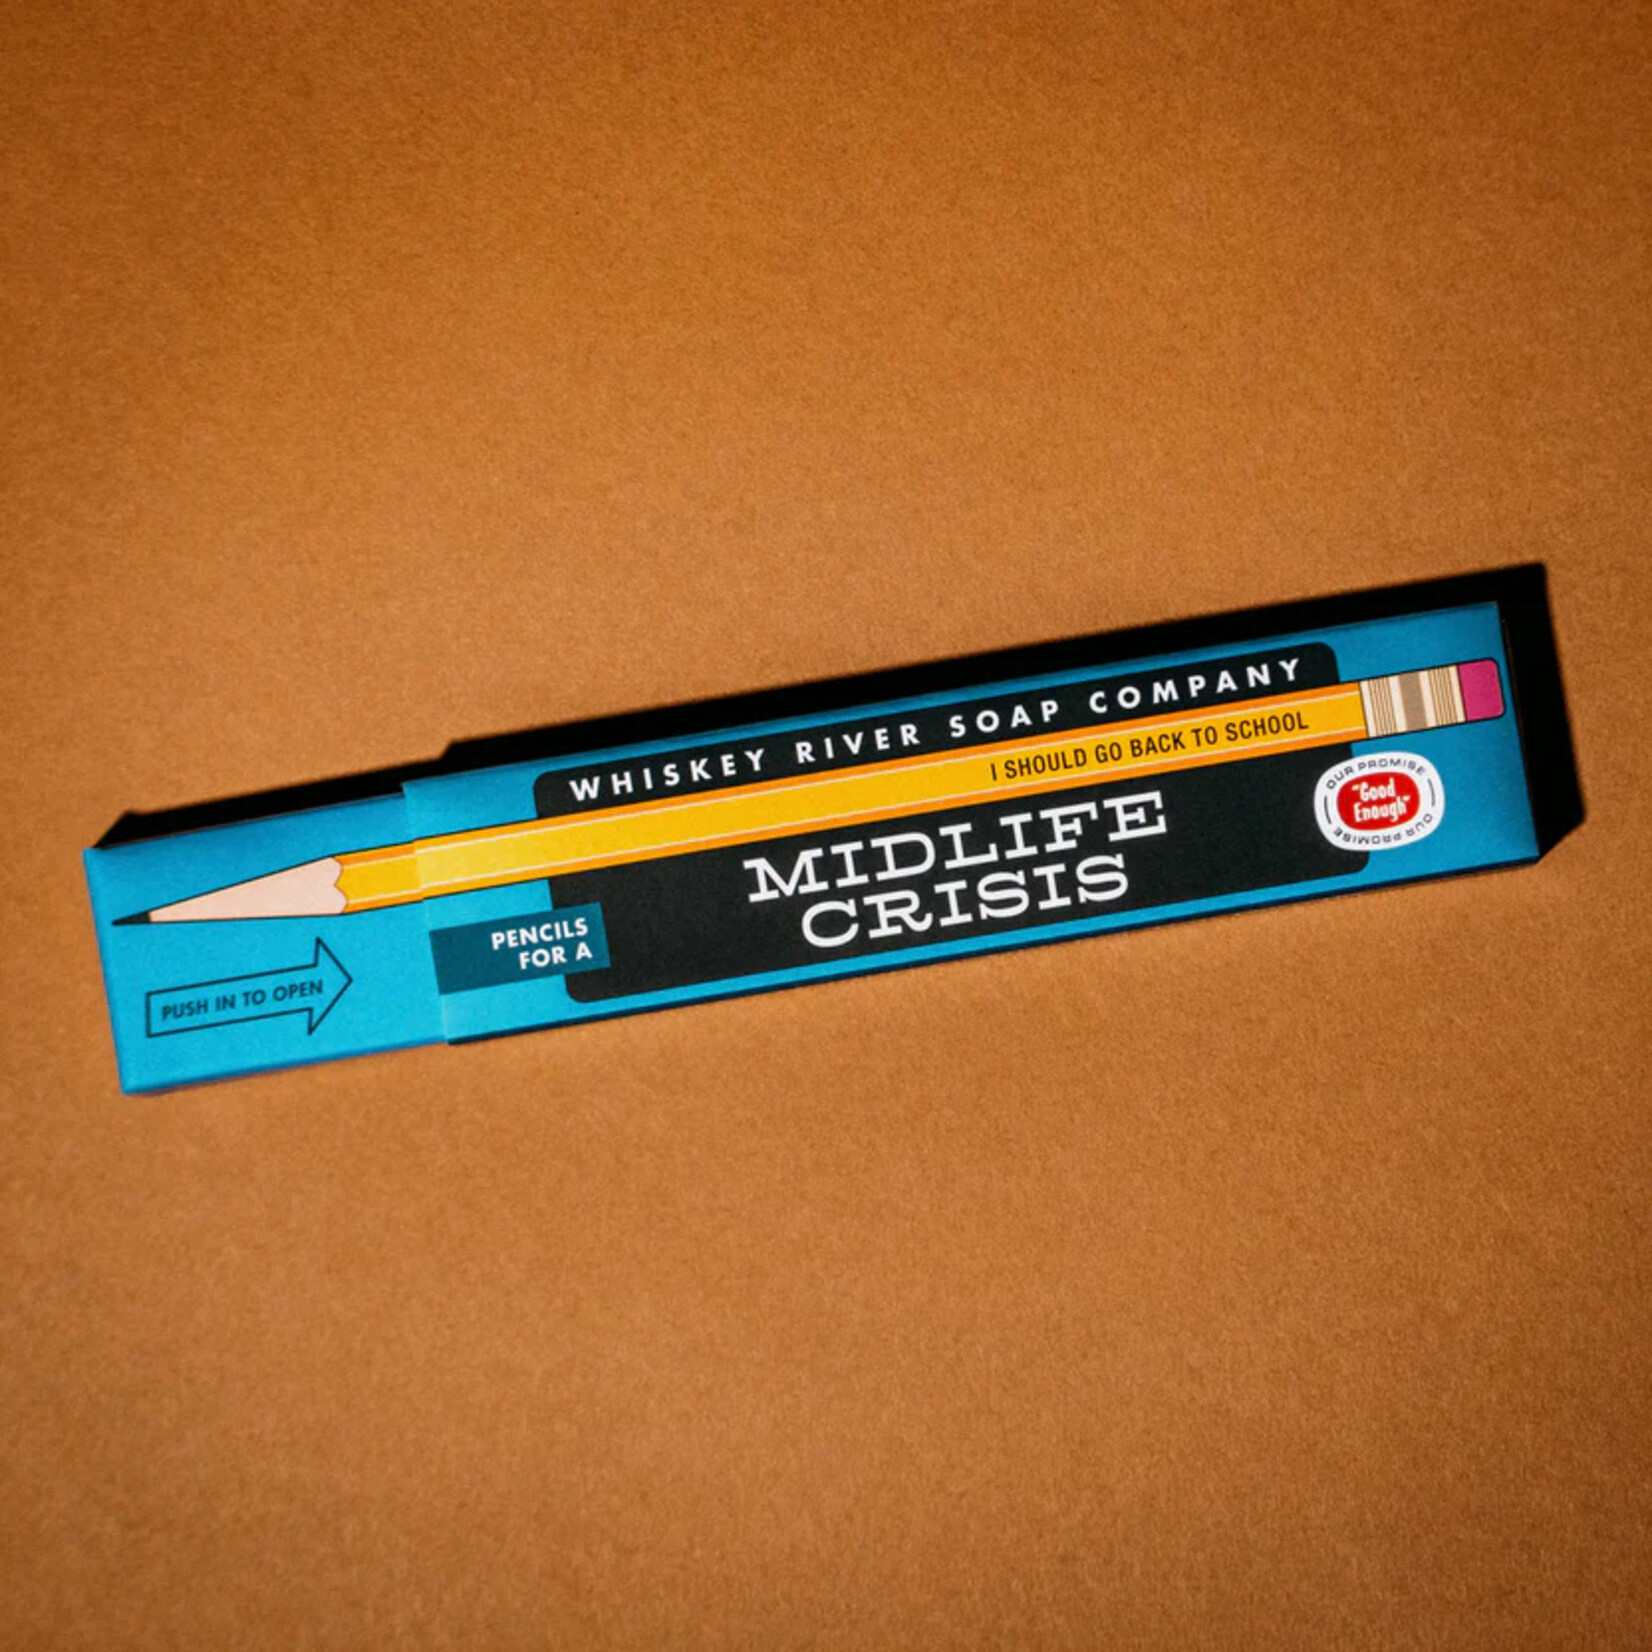 WHISKEY RIVER SOAP COMPANY
I SHOULD GO BACK TO SCHOOL
OUR PROMISE
"Good
Enough"
OUR PROMISE
MIDLIFE
CRISIS
PENCILS
FOR A
PUSH IN TO OPEN